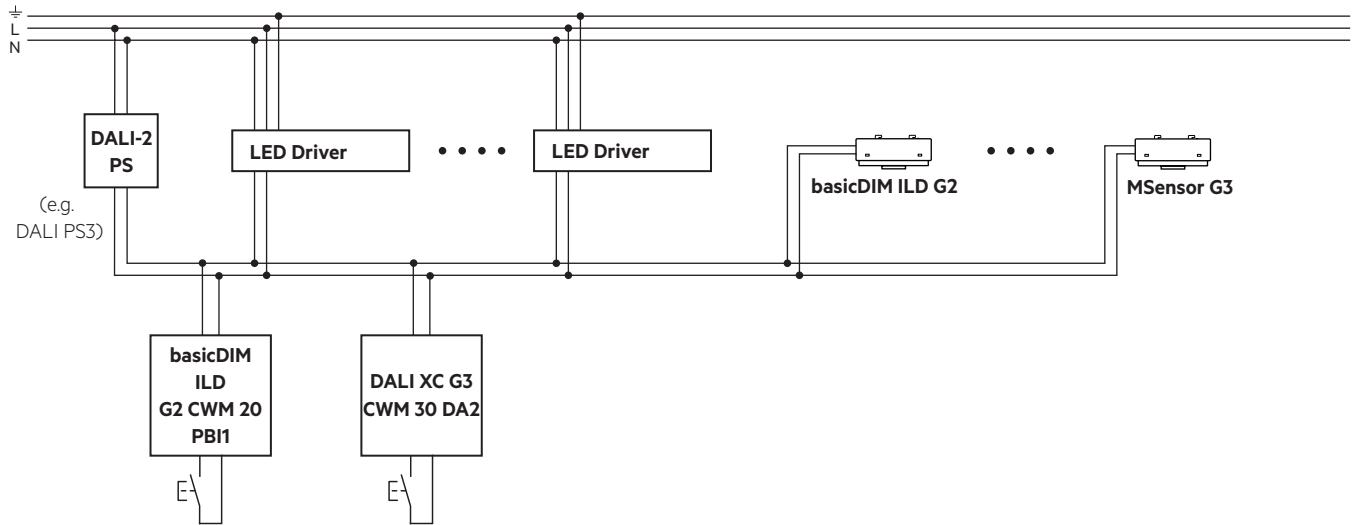 L
N
DALI-2
PS
(e.g.
DALI PS3)
LED Driver
LED Driver
basicDIM ILD G2
MSensor G3
basicDIM
ILD
G2 CWM 20
PBI1
DALI XC G3
CWM 30 DA2